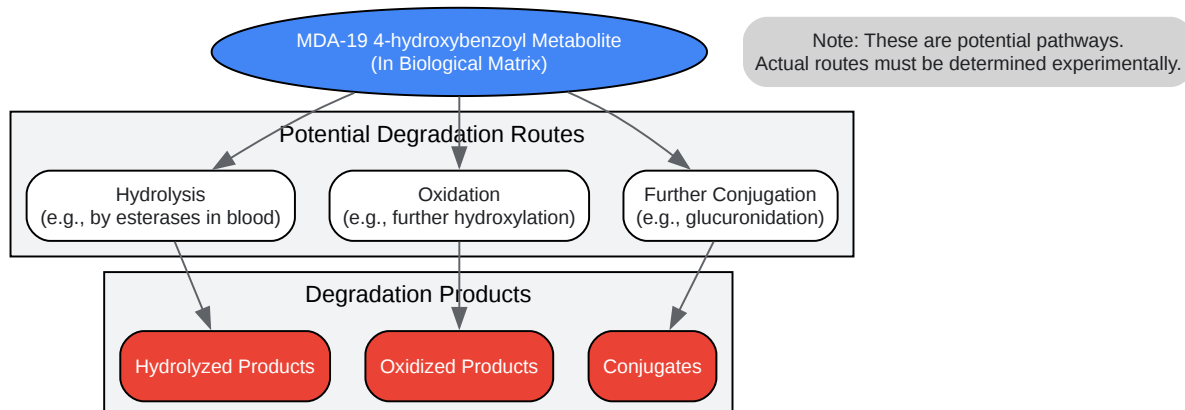 MDA-19 4-hydroxybenzoyl Metabolite
(In Biological Matrix)
Note: These are potential pathways.
Actual routes must be determined experimentally.
Potential Degradation Routes
Hydrolysis
(e.g., by esterases in blood)
Oxidation
(e.g., further hydroxylation)
Further Conjugation
(e.g., glucuronidation)
Degradation Products
Hydrolyzed Products
Oxidized Products
Conjugates